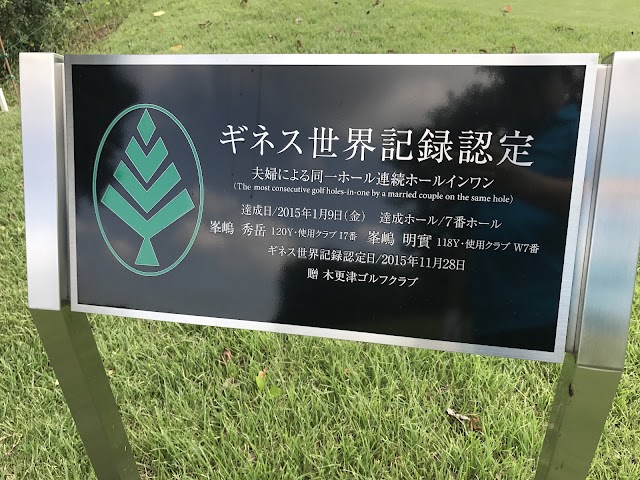 ギネス世界記録認定
夫婦による同一ホール連続ホールインワン
(The most consecutive golf holes-in-one by a married couple on the same hole)
達成日/2015年1月9日(金) 達成ホール/7番ホール
峯嶋 秀岳 120Y・使用クラブ I7番 峯嶋 明實 118Y・使用クラブ W7番
ギネス世界記録認定日/2015年11月28日
贈 木更津ゴルフクラブ